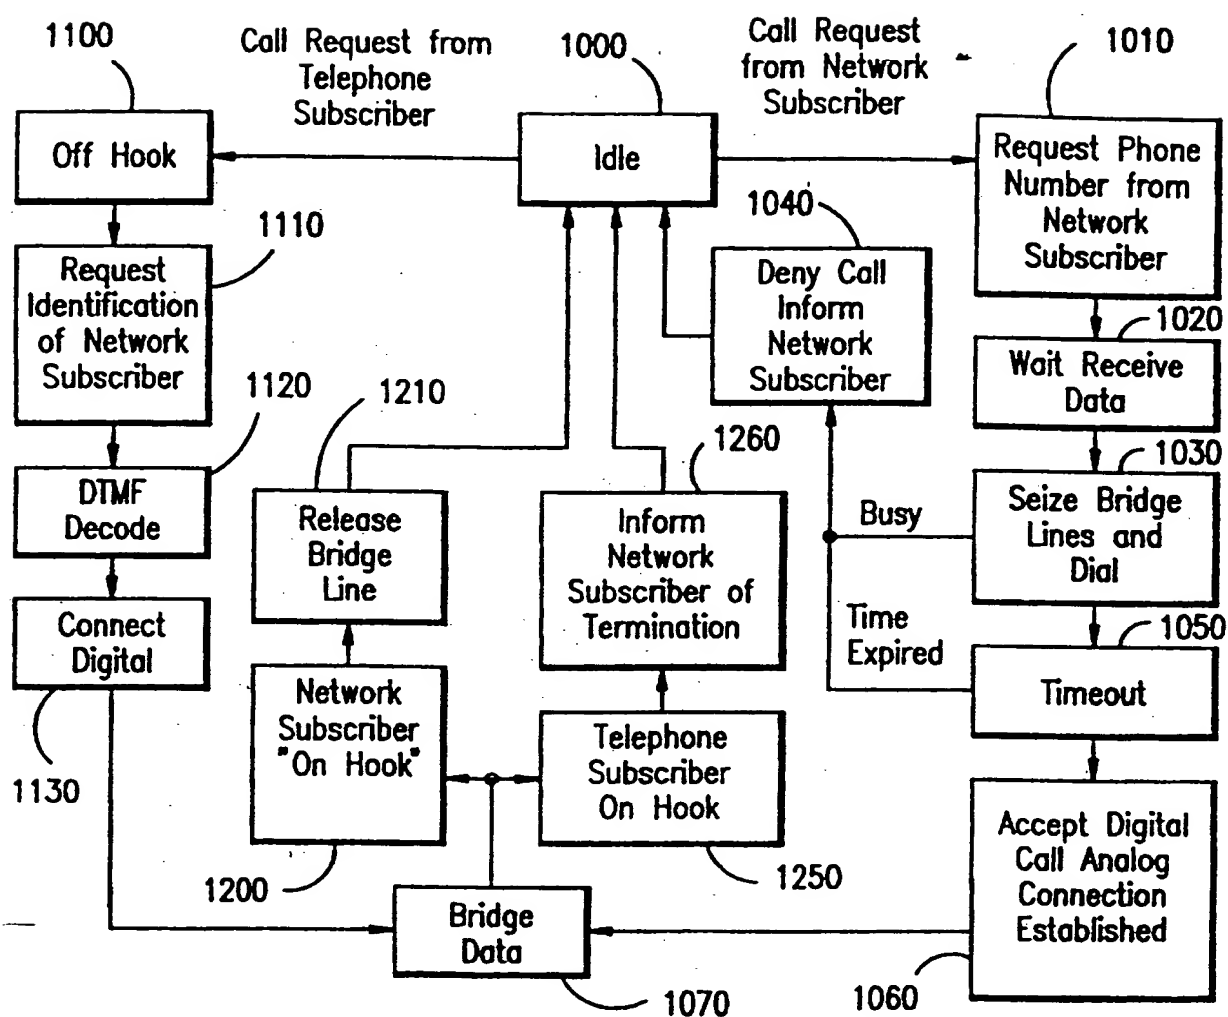 1100
Call Request from
Telephone
Subscriber
1000
Call Request
from Network
Subscriber
1010
Off Hook
Idle
Request Phone
Number from
Network
Subscriber
1110
Request
Identification
of Network
Subscriber
1040
Deny Call
Inform
Network
Subscriber
1020
Wait Receive
Data
1120
DTMF
Decode
1210
Release
Bridge
Line
1260
Inform
Network
Subscriber of
Termination
Busy
1030
Seize Bridge
Lines and
Dial
Time
Expired
1050
Timeout
Connect
Digital
1130
Network
Subscriber
"On Hook"
1200
Telephone
Subscriber
On Hook
1250
Accept Digital
Call Analog
Connection
Established
1060
Bridge
Data
1070